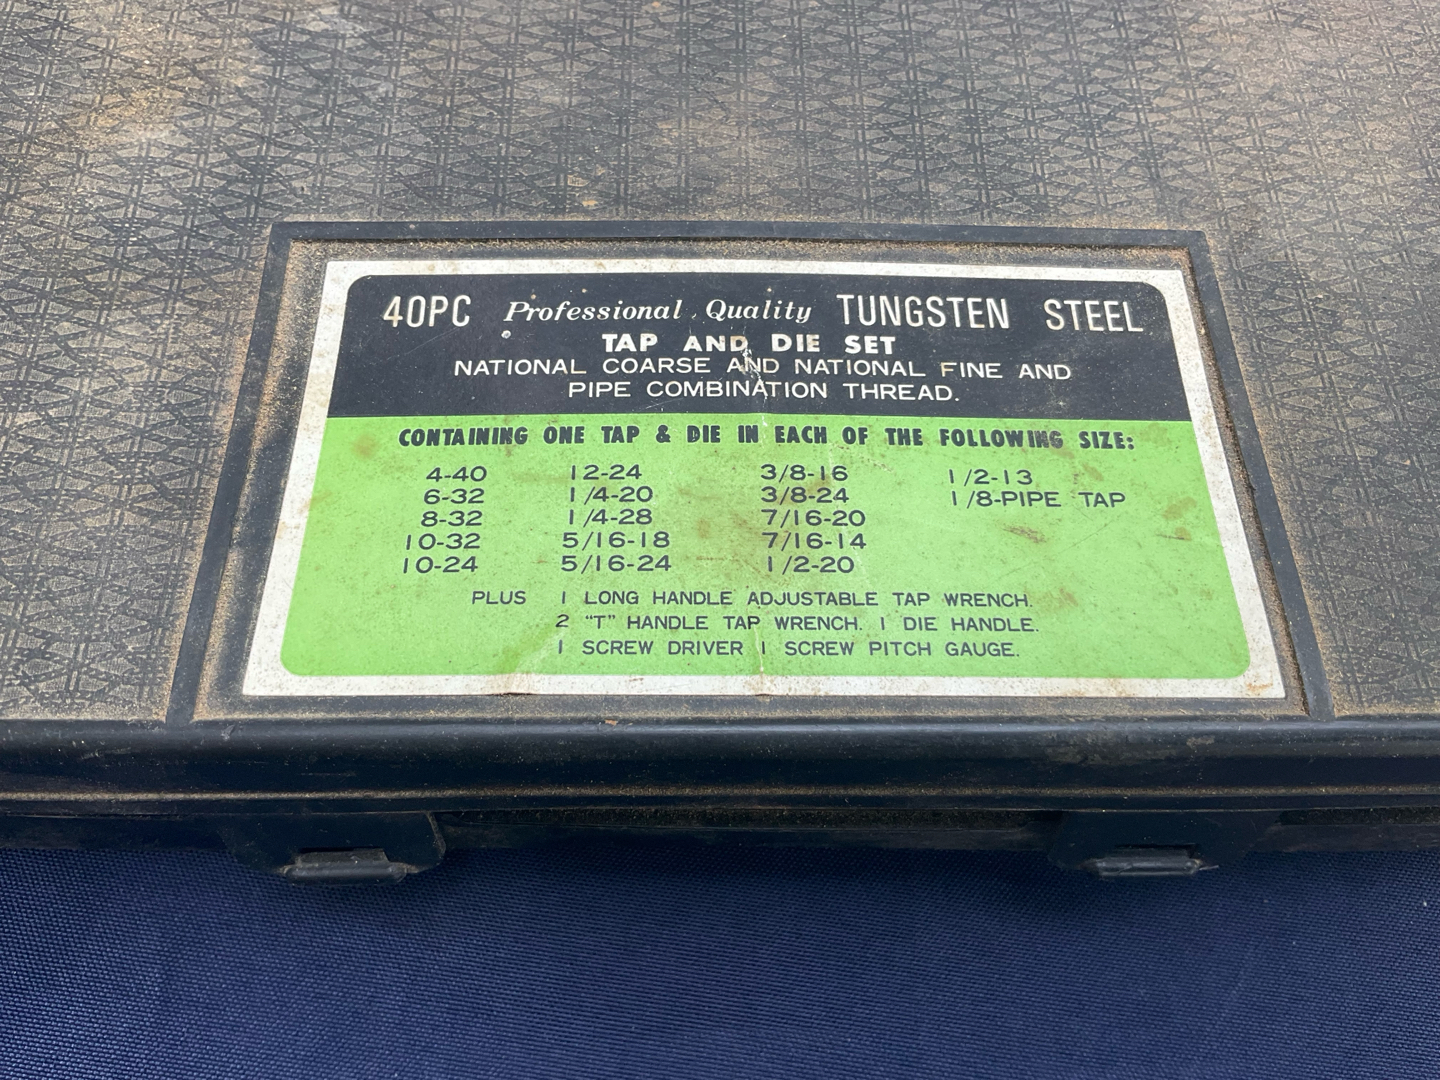 40PC Professional Quality TUNGSTEN STEEL
TAP AND DIE SET
NATIONAL COARSE AND NATIONAL FINE AND
PIPE COMBINATION THREAD.
CONTAINING ONE TAP & DIE IN EACH OF THE FOLLOWING SIZE:
4-40 12-24 3/8-16 1/2-13
6-32 1/4-20 3/8-24 1/8-PIPE TAP
8-32 1/4-28 7/16-20
10-32 5/16-18 7/16-14
10-24 5/16-24 1/2-20
PLUS 1 LONG HANDLE ADJUSTABLE TAP WRENCH.
2 "T" HANDLE TAP WRENCH. 1 DIE HANDLE.
1 SCREW DRIVER 1 SCREW PITCH GAUGE.